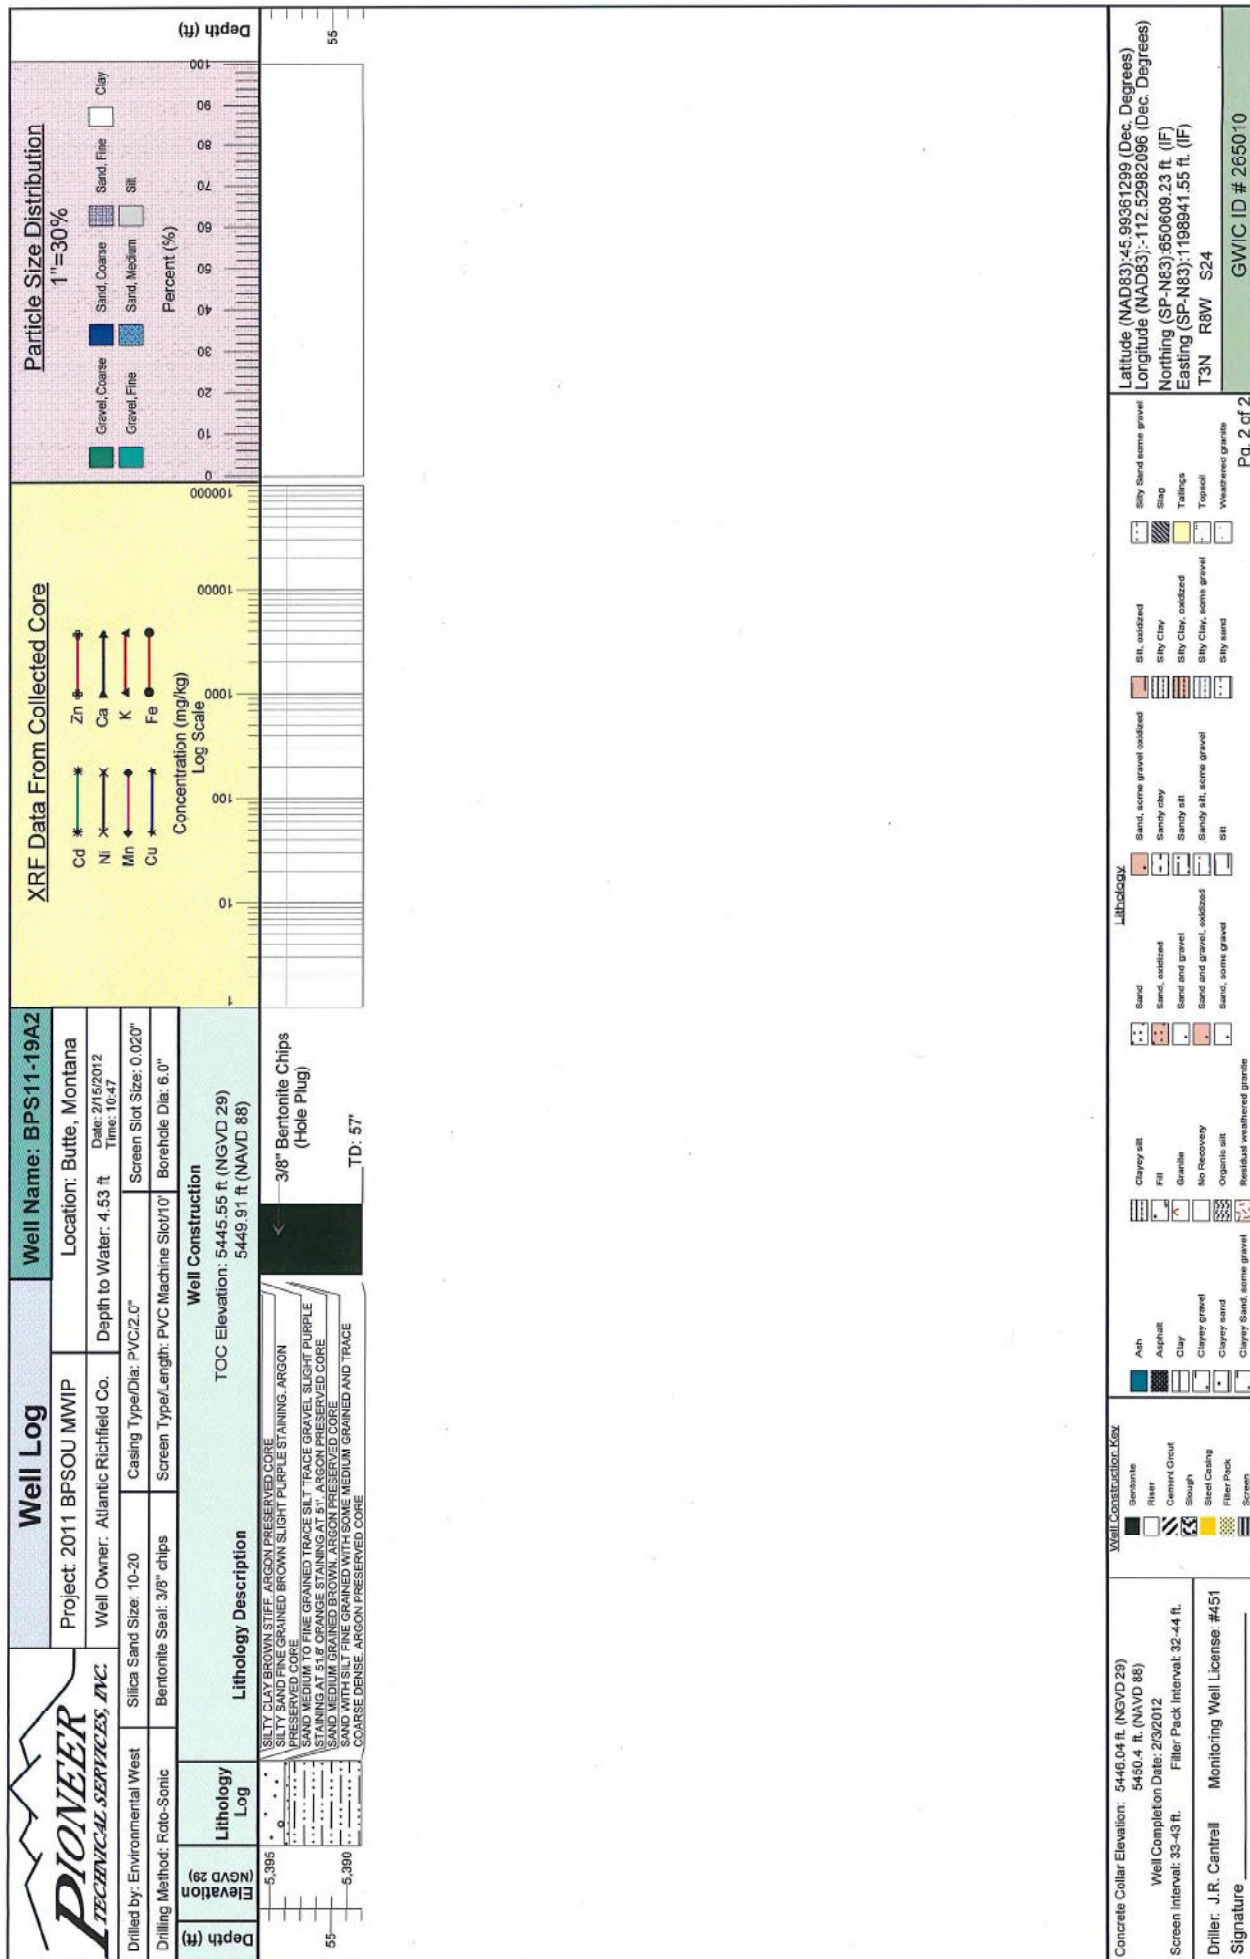 PIONEER
TECHNICAL SERVICES, INC.
Well Log
Well Name: BPS11-19A2
Project: 2011 BPSOU MWIP
Location: Butte, Montana
Well Owner: Atlantic Richfield Co.
Depth to Water: 4.53 ft
Date: 2/15/2012
Time: 10:47
Drilled by: Environmental West
Silica Sand Size: 10-20
Casing Type/Dia: PVC/2.0"
Screen Slot Size: 0.020"
Drilling Method: Roto-Sonic
Bentonite Seal: 3/8" chips
Screen Type/Length: PVC Machine Slot/10'
Borehole Dia: 6.0"
XRF Data From Collected Core
Cd
Zn
Ni
Ca
Mn
K
Cu
Fe
Concentration (mg/kg)
Log Scale
1
10
100
1000
10000
100000
Particle Size Distribution
1"=30%
Gravel, Coarse
Sand, Coarse
Sand, Fine
Clay
Gravel, Fine
Sand, Medium
Silt
Percent (%)
0
10
20
30
40
50
60
70
80
90
100
Depth (ft)
Depth (ft)
Elevation
(NGVD 29)
Lithology
Log
Lithology Description
Well Construction
TOC Elevation: 5445.55 ft (NGVD 29)
5449.91 ft (NAVD 88)
55
5,395
5,390
55
SILTY CLAY BROWN STIFF. ARGON PRESERVED CORE
SILTY SAND FINE GRAINED BROWN SLIGHT PURPLE STAINING. ARGON
PRESERVED CORE
SAND MEDIUM TO FINE GRAINED TRACE SILT TRACE GRAVEL SLIGHT PURPLE
STAINING AT 51.8' ORANGE STAINING AT 51'. ARGON PRESERVED CORE
SAND MEDIUM GRAINED BROWN. ARGON PRESERVED CORE
SAND WITH SILT FINE GRAINED WITH SOME MEDIUM GRAINED AND TRACE
COARSE DENSE. ARGON PRESERVED CORE
3/8" Bentonite Chips
(Hole Plug)
TD: 57'
Concrete Collar Elevation: 5446.04 ft. (NGVD 29)
5450.4 ft. (NAVD 88)
Well Completion Date: 2/3/2012
Screen Interval: 33-43 ft.
Filter Pack Interval: 32-44 ft.
Driller: J.R. Cantrell
Monitoring Well License: #451
Signature
Well Construction Key
Bentonite
Riser
Cement Grout
Slough
Steel Casing
Filter Pack
Screen
Lithology
Ash
Asphalt
Clay
Clayey gravel
Clayey sand
Clayey Sand, some gravel
Clayey silt
Fill
Granite
No Recovery
Organic silt
Residual weathered granite
Sand
Sand, oxidized
Sand and gravel
Sand and gravel, oxidized
Sand, some gravel
Sand, some gravel oxidized
Sandy clay
Sandy silt
Sandy silt, some gravel
Silt
Silt, oxidized
Silty Clay
Silty Clay, oxidized
Silty Clay, some gravel
Silty sand
Silty Sand some gravel
Slag
Tailings
Topsoil
Weathered granite
Latitude (NAD83):45.99361299 (Dec. Degrees)
Longitude (NAD83):-112.52982096 (Dec. Degrees)
Northing (SP-N83):650609.23 ft. (IF)
Easting (SP-N83):1198941.55 ft. (IF)
T3N R8W S24
Pg. 2 of 2
GWIC ID # 265010